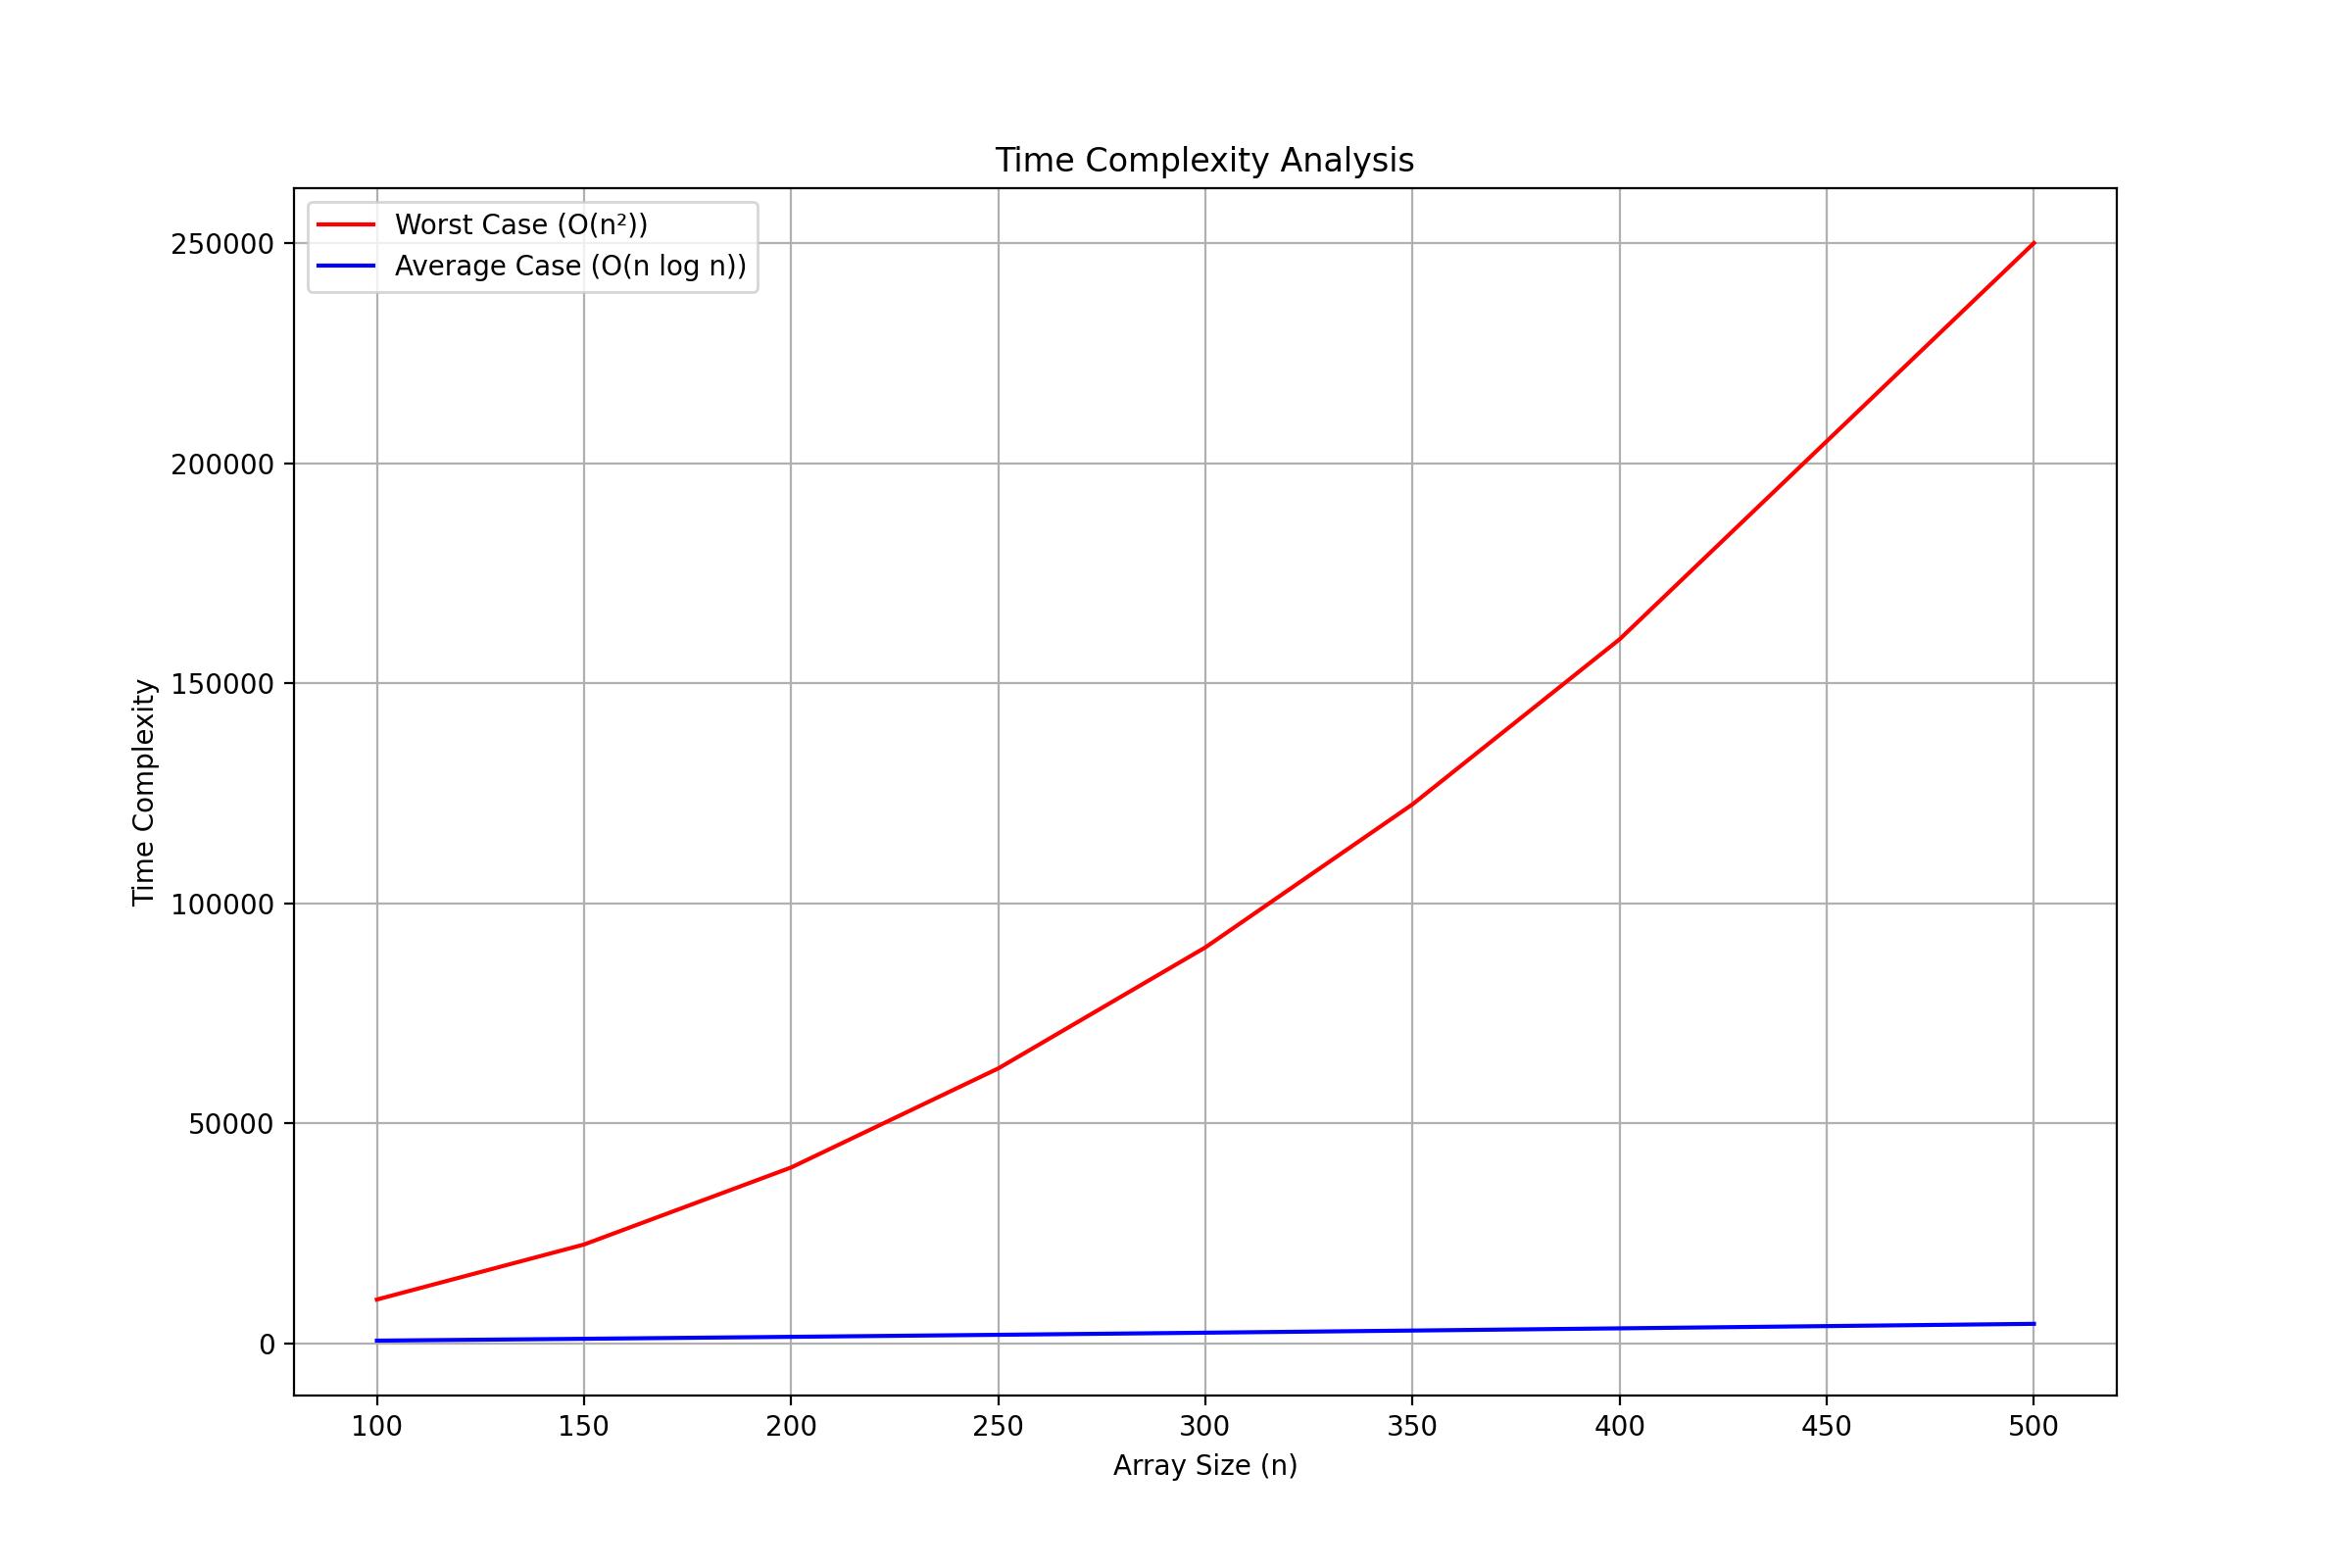 Time Complexity Analysis
Worst Case (O(n²))
Average Case (O(n log n))
250000
200000
150000
100000
50000
0
Time Complexity
100 150 200 250 300 350 400 450 500
Array Size (n)